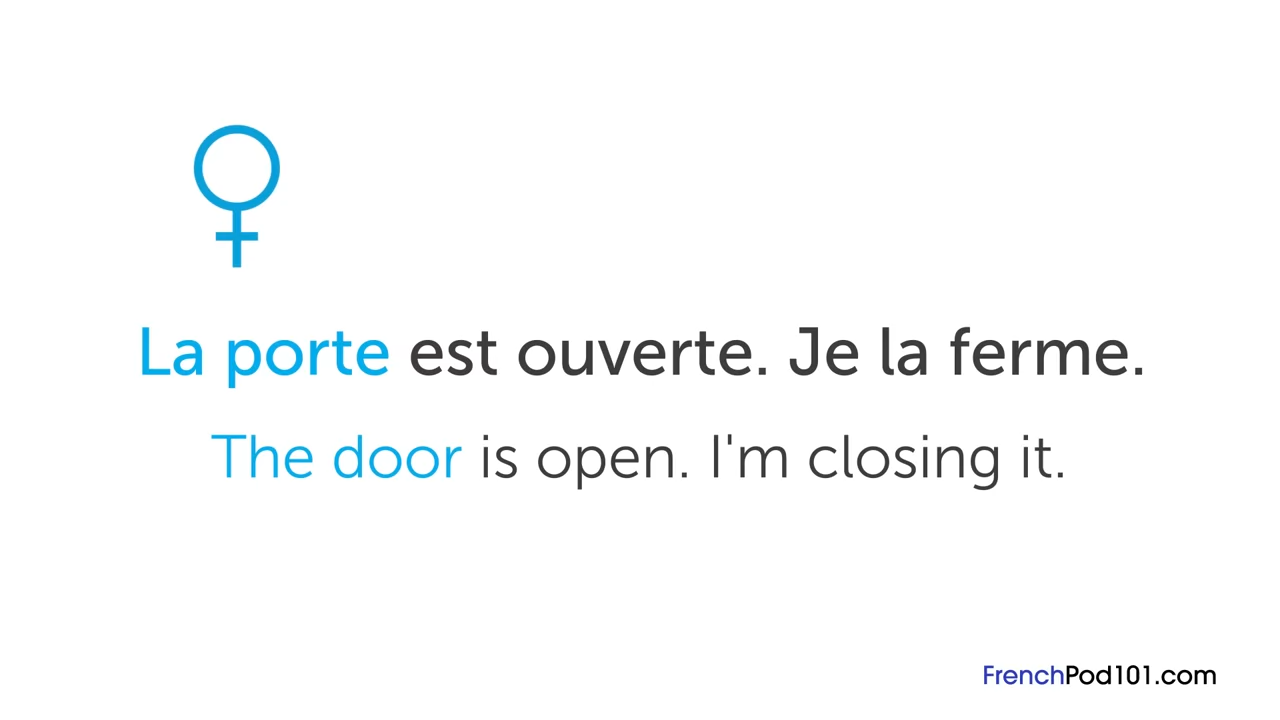 La porte est ouverte. Je la ferme.
The door is open. I'm closing it.
FrenchPod101.com